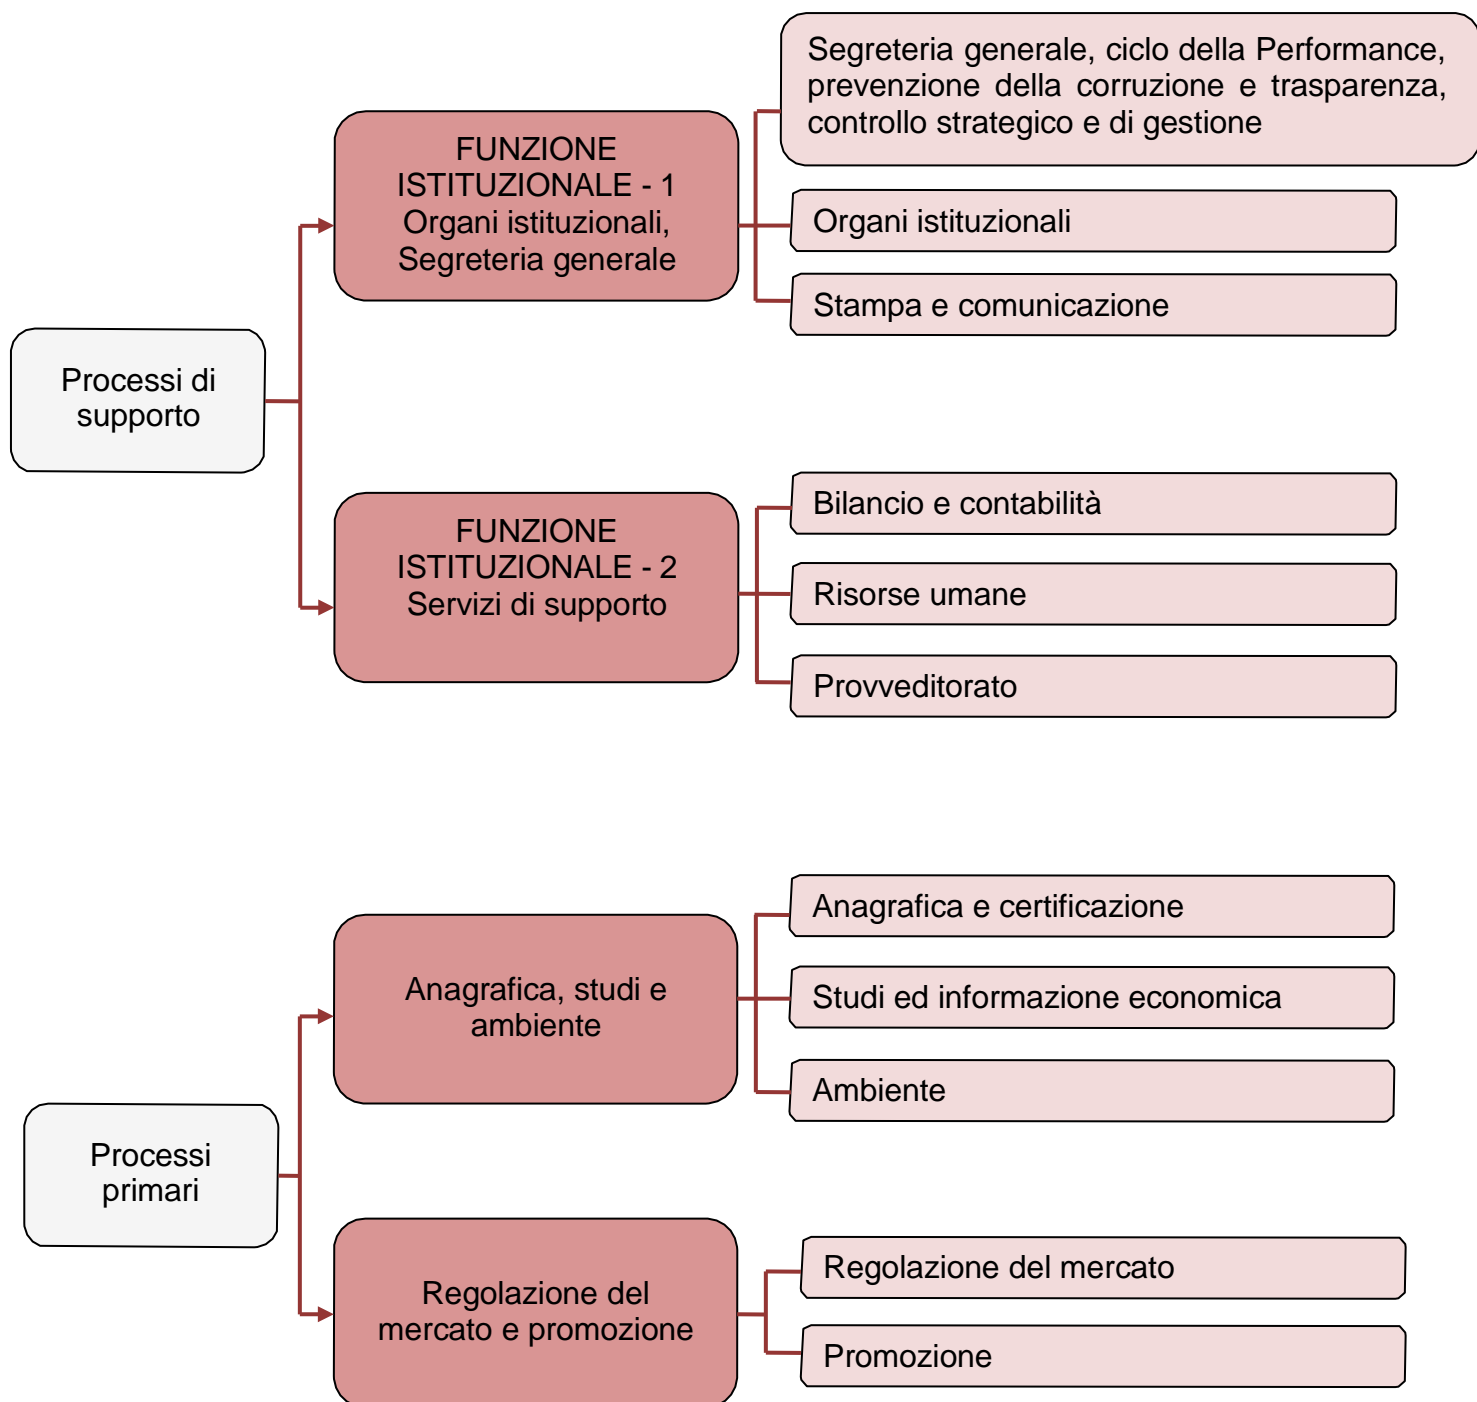 Segreteria generale, ciclo della Performance,
prevenzione della corruzione e trasparenza,
controllo strategico e di gestione
FUNZIONE
ISTITUZIONALE - 1
Organi istituzionali,
Segreteria generale
Organi istituzionali
Stampa e comunicazione
Processi di
supporto
Bilancio e contabilità
FUNZIONE
ISTITUZIONALE - 2
Servizi di supporto
Risorse umane
Provveditorato
Anagrafica e certificazione
Anagrafica, studi e
ambiente
Studi ed informazione economica
Ambiente
Processi
primari
Regolazione del mercato
Regolazione del
mercato e promozione
Promozione